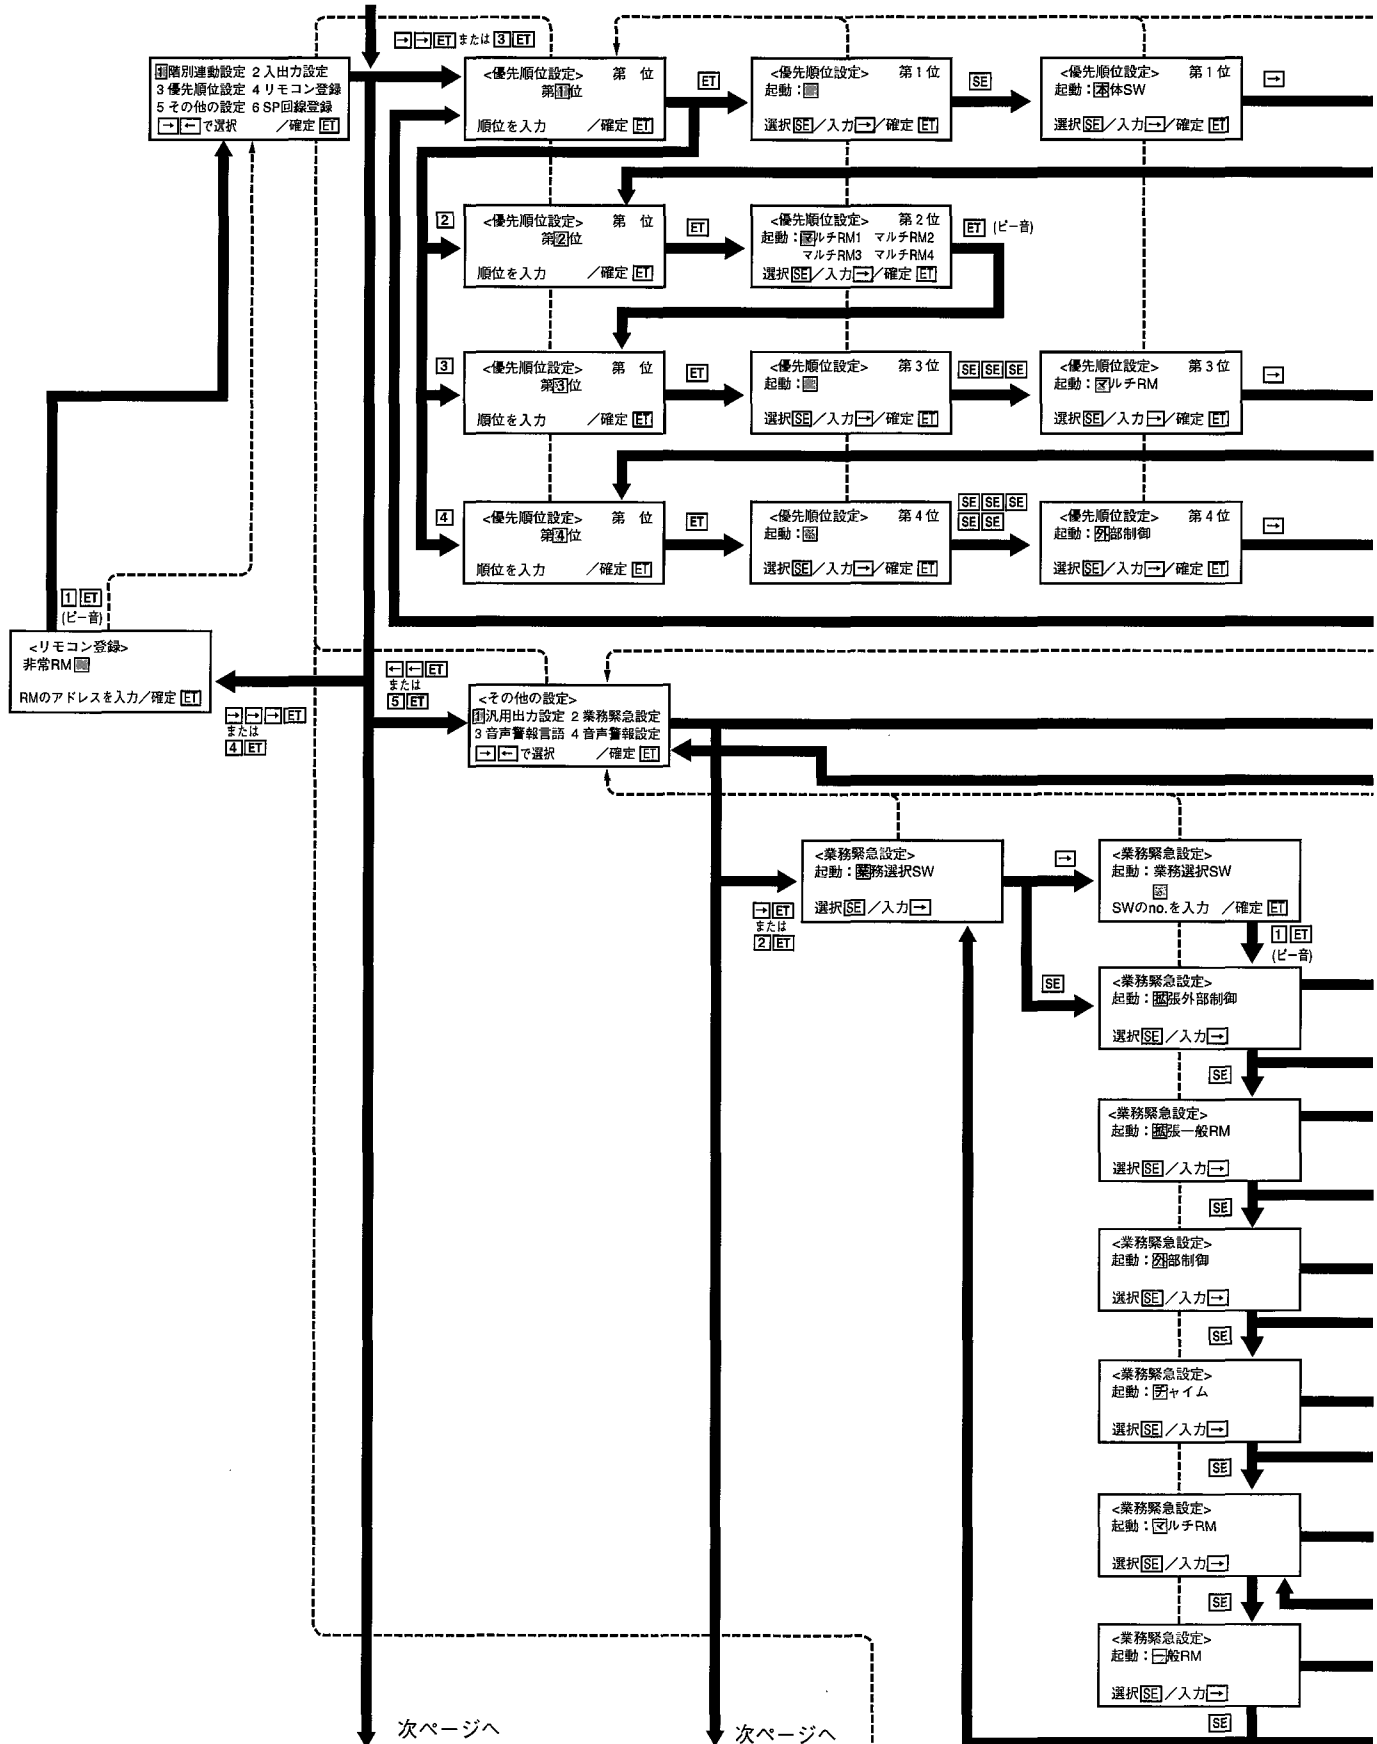 →→ETまたは3ET
1階別連動設定 2 入出力設定
3 優先順位設定 4 リモコン登録
5 その他の設定 6 SP回線登録
→←で選択 ／確定 ET
<優先順位設定> 第 位
第1位
順位を入力 ／確定 ET
ET
<優先順位設定> 第1位
起動：
選択SE／入力→／確定 ET
SE
<優先順位設定> 第1位
起動：本体SW
選択SE／入力→／確定 ET
→
2
<優先順位設定> 第 位
第2位
順位を入力 ／確定 ET
ET
<優先順位設定> 第2位
起動：マルチRM1 マルチRM2
マルチRM3 マルチRM4
選択SE／入力→／確定 ET
ET (ピー音)
3
<優先順位設定> 第 位
第3位
順位を入力 ／確定 ET
ET
<優先順位設定> 第3位
起動：
選択SE／入力→／確定 ET
SE SE SE
<優先順位設定> 第3位
起動：マルチRM
選択SE／入力→／確定 ET
→
4
<優先順位設定> 第 位
第4位
順位を入力 ／確定 ET
ET
<優先順位設定> 第4位
起動：
選択SE／入力→／確定 ET
SE SE SE
SE SE
<優先順位設定> 第4位
起動：外部制御
選択SE／入力→／確定 ET
→
1 ET
(ピー音)
<リモコン登録>
非常RM
RMのアドレスを入力／確定 ET
→→→ET
または
4 ET
←←ET
または
5 ET
<その他の設定>
1汎用出力設定 2 業務緊急設定
3 音声警報言語 4 音声警報設定
→←で選択 ／確定 ET
→ET
または
2 ET
<業務緊急設定>
起動：業務選択SW
選択SE／入力→
→
<業務緊急設定>
起動：業務選択SW
SWのno.を入力 ／確定 ET
1 ET
(ピー音)
SE
<業務緊急設定>
起動：拡張外部制御
選択SE／入力→
SE
<業務緊急設定>
起動：拡張一般RM
選択SE／入力→
SE
<業務緊急設定>
起動：外部制御
選択SE／入力→
SE
<業務緊急設定>
起動：チャイム
選択SE／入力→
SE
<業務緊急設定>
起動：マルチRM
選択SE／入力→
SE
<業務緊急設定>
起動：一般RM
選択SE／入力→
SE
次ページへ
次ページへ